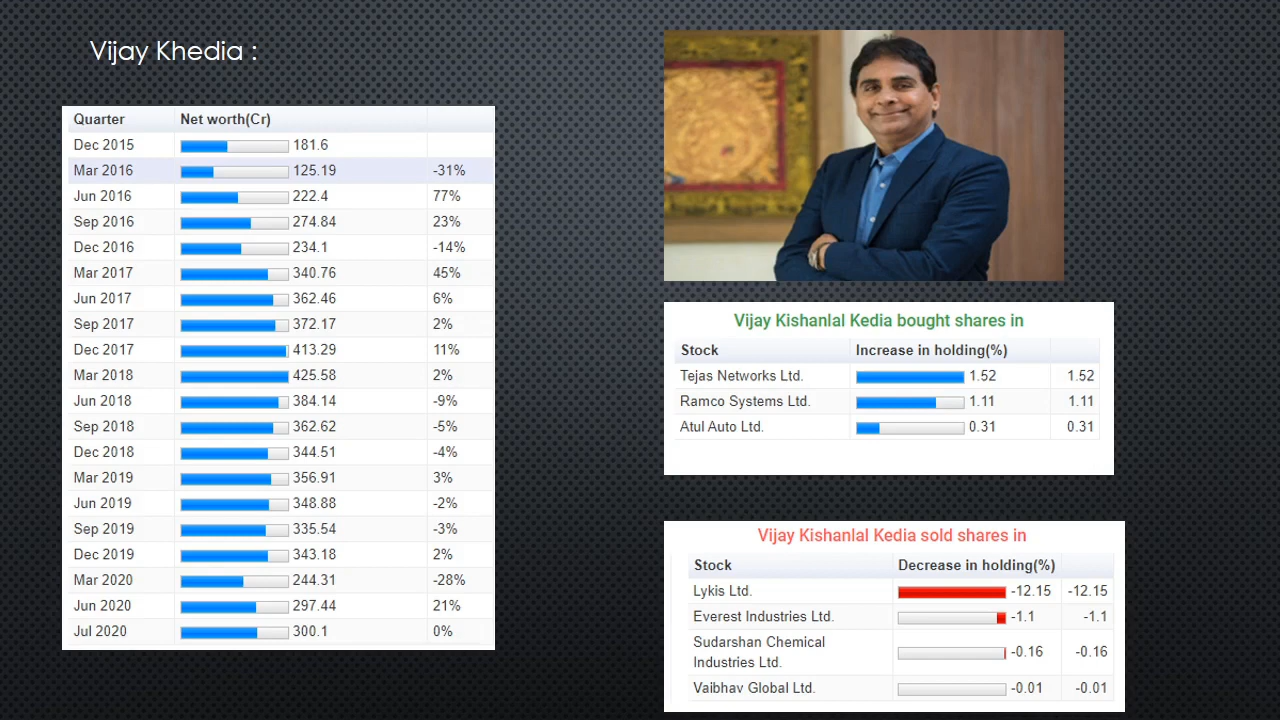 Vijay Khedia :
Quarter Net worth(Cr)
Dec 2015 181.6
Mar 2016 125.19 -31%
Jun 2016 222.4 77%
Sep 2016 274.84 23%
Dec 2016 234.1 -14%
Mar 2017 340.76 45%
Jun 2017 362.46 6%
Sep 2017 372.17 2%
Dec 2017 413.29 11%
Mar 2018 425.58 2%
Jun 2018 384.14 -9%
Sep 2018 362.62 -5%
Dec 2018 344.51 -4%
Mar 2019 356.91 3%
Jun 2019 348.88 -2%
Sep 2019 335.54 -3%
Dec 2019 343.18 2%
Mar 2020 244.31 -28%
Jun 2020 297.44 21%
Jul 2020 300.1 0%
Vijay Kishanlal Kedia bought shares in
Stock Increase in holding(%)
Tejas Networks Ltd. 1.52 1.52
Ramco Systems Ltd. 1.11 1.11
Atul Auto Ltd. 0.31 0.31
Vijay Kishanlal Kedia sold shares in
Stock Decrease in holding(%)
Lykis Ltd. -12.15 -12.15
Everest Industries Ltd. -1.1 -1.1
Sudarshan Chemical
Industries Ltd. -0.16 -0.16
Vaibhav Global Ltd. -0.01 -0.01